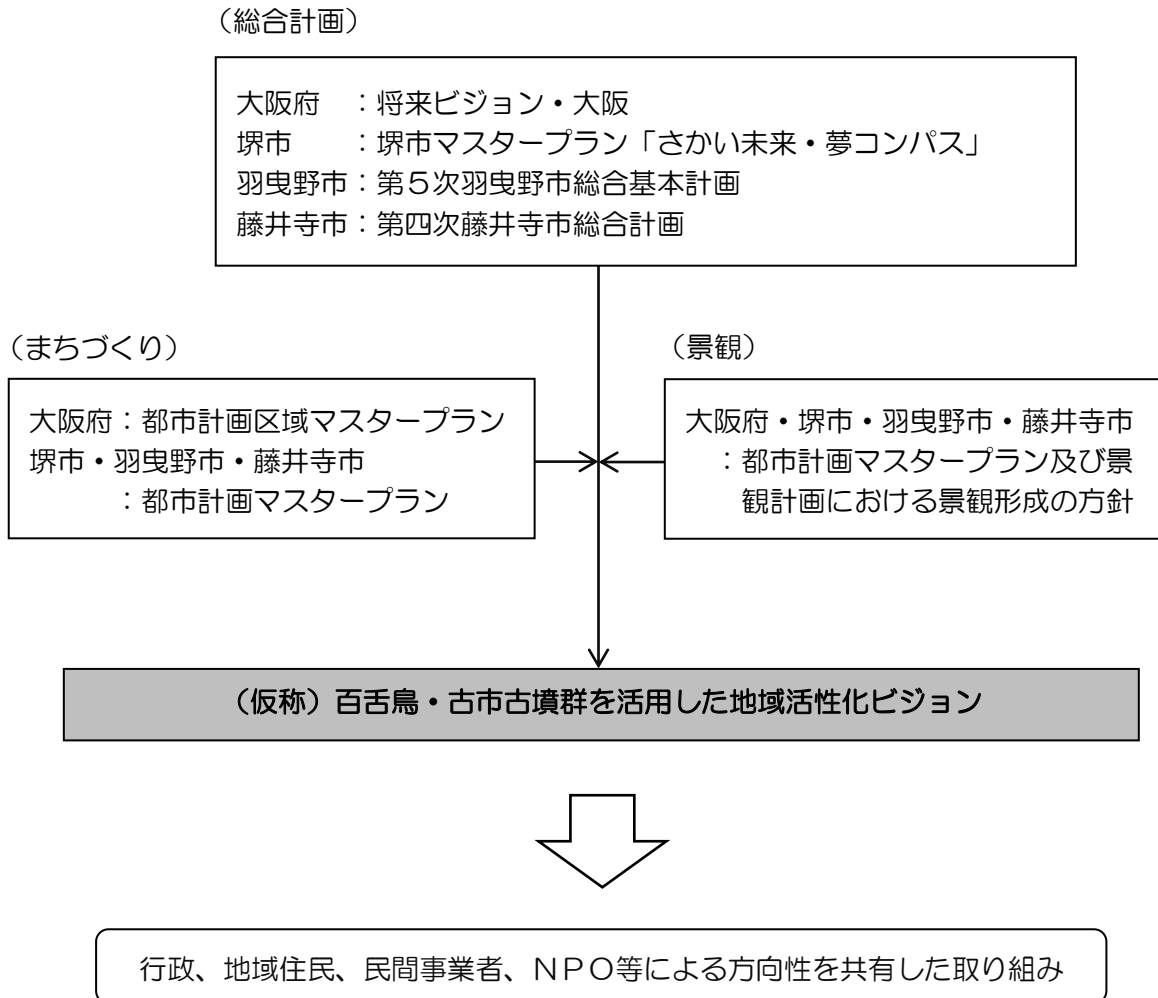 （総合計画）
大阪府　：将来ビジョン・大阪
堺市　　：堺市マスタープラン「さかい未来・夢コンパス」
羽曳野市：第５次羽曳野市総合基本計画
藤井寺市：第四次藤井寺市総合計画
（まちづくり）
大阪府：都市計画区域マスタープラン
堺市・羽曳野市・藤井寺市
：都市計画マスタープラン
（景観）
大阪府・堺市・羽曳野市・藤井寺市
：都市計画マスタープラン及び景
観計画における景観形成の方針
（仮称）百舌鳥・古市古墳群を活用した地域活性化ビジョン
行政、地域住民、民間事業者、ＮＰＯ等による方向性を共有した取り組み